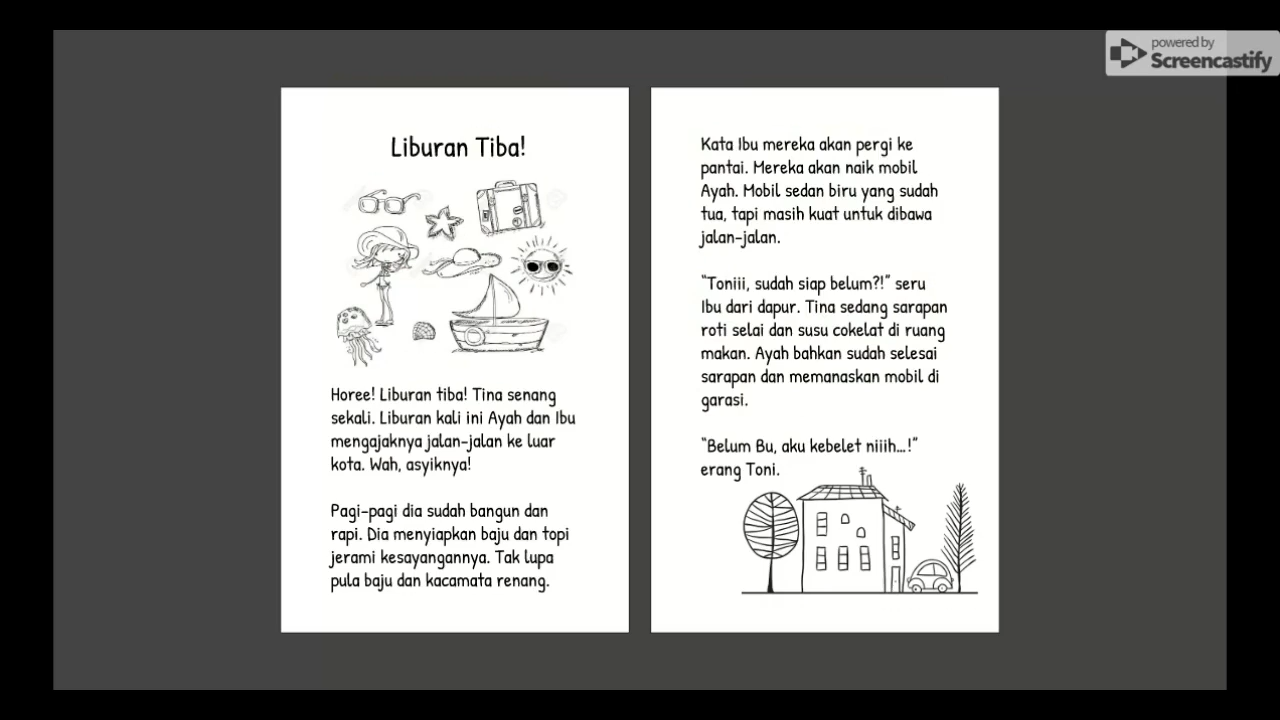 powered by
Screencastify
Liburan Tiba!
Horee! Liburan tiba! Tina senang
sekali. Liburan kali ini Ayah dan Ibu
mengajaknya jalan-jalan ke luar
kota. Wah, asyiknya!
Pagi-pagi dia sudah bangun dan
rapi. Dia menyiapkan baju dan topi
jerami kesayangannya. Tak lupa
pula baju dan kacamata renang.
Kata Ibu mereka akan pergi ke
pantai. Mereka akan naik mobil
Ayah. Mobil sedan biru yang sudah
tua, tapi masih kuat untuk dibawa
jalan-jalan.
“Toniii, sudah siap belum?!” seru
Ibu dari dapur. Tina sedang sarapan
roti selai dan susu cokelat di ruang
makan. Ayah bahkan sudah selesai
sarapan dan memanaskan mobil di
garasi.
“Belum Bu, aku kebelet niiih...!”
erang Toni.